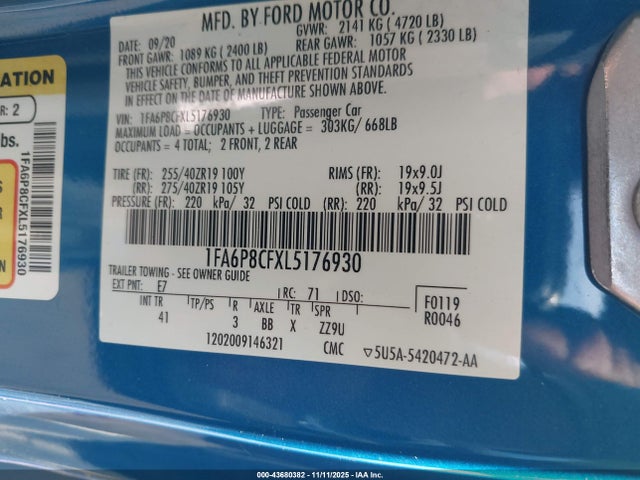 MFD. BY FORD MOTOR CO.
DATE: 09/20
GVWR: 2141 KG ( 4720 LB)
FRONT GAWR: 1089 KG ( 2400 LB)
REAR GAWR: 1057 KG ( 2330 LB)
THIS VEHICLE CONFORMS TO ALL APPLICABLE FEDERAL MOTOR
VEHICLE SAFETY, BUMPER, AND THEFT PREVENTION STANDARDS
IN EFFECT ON THE DATE OF MANUFACTURE SHOWN ABOVE.
VIN: 1FA6P8CFXL5176930 TYPE: Passenger Car
MAXIMUM LOAD = OCCUPANTS + LUGGAGE = 303KG/ 668LB
OCCUPANTS = 4 TOTAL; 2 FRONT, 2 REAR
TIRE (FR): 255/40ZR19 100Y RIMS (FR): 19x9.0J
(RR): 275/40ZR19 105Y (RR): 19x9.5J
PRESSURE (FR): 220 kPa/ 32 PSI COLD (RR): 220 kPa/ 32 PSI COLD
1FA6P8CFXL5176930
TRAILER TOWING - SEE OWNER GUIDE
EXT PNT: E7 RC: 71 DSO:
INT TR TP/PS R AXLE TR SPR
41 3 BB X ZZ9U
F0119
R0046
1202009146321 CMC ▽5U5A-5420472-AA
ATION
R: 2
lbs.
1FA6P8CFXL5176930
000-43680382 - 11/11/2025 - IAA Inc.